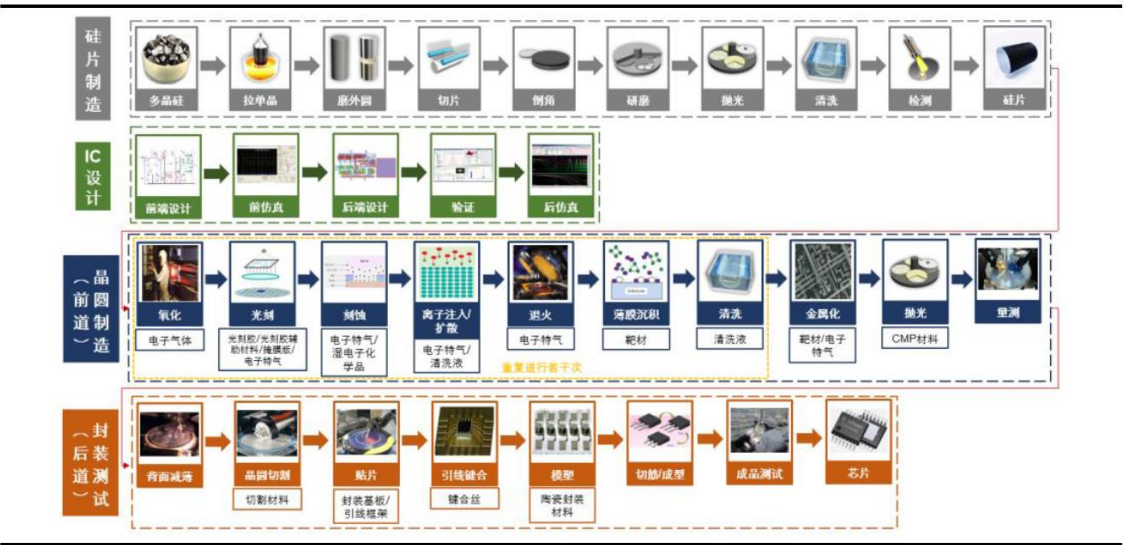 硅片制造
多晶硅
拉单晶
磨外圆
切片
倒角
研磨
抛光
清洗
检测
硅片
IC设计
前端设计
前仿真
后端设计
验证
后仿真
晶圆制造
（前道）
氧化
光刻
刻蚀
离子注入/
扩散
退火
薄膜沉积
清洗
金属化
抛光
量测
电子气体
光刻胶/光刻胶辅
助材料/掩膜版/
电子特气
电子特气/
湿电子化
学品
电子特气/
清洗液
电子特气
靶材
清洗液
靶材/电子
特气
CMP材料
重复进行若干次
封装测试
（后道）
背面减薄
晶圆切割
贴片
引线键合
模塑
切筋/成型
成品测试
芯片
切割材料
封装基板/
引线框架
键合丝
陶瓷封装
材料